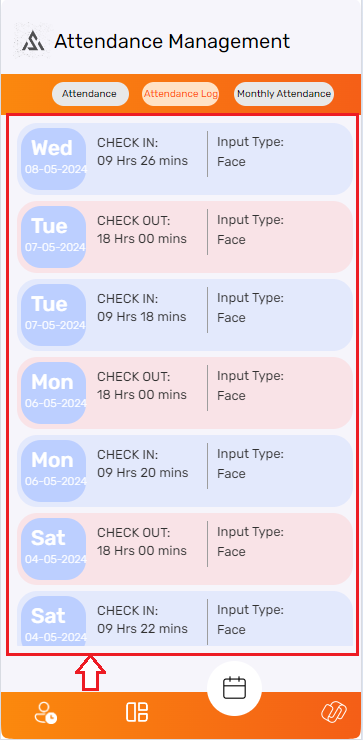 Attendance Management
Attendance Attendance Log Monthly Attendance
Wed
08-05-2024
CHECK IN:
09 Hrs 26 mins
Input Type:
Face
Tue
07-05-2024
CHECK OUT:
18 Hrs 00 mins
Input Type:
Face
Tue
07-05-2024
CHECK IN:
09 Hrs 18 mins
Input Type:
Face
Mon
06-05-2024
CHECK OUT:
18 Hrs 00 mins
Input Type:
Face
Mon
06-05-2024
CHECK IN:
09 Hrs 20 mins
Input Type:
Face
Sat
04-05-2024
CHECK OUT:
18 Hrs 00 mins
Input Type:
Face
Sat
04-05-2024
CHECK IN:
09 Hrs 22 mins
Input Type:
Face